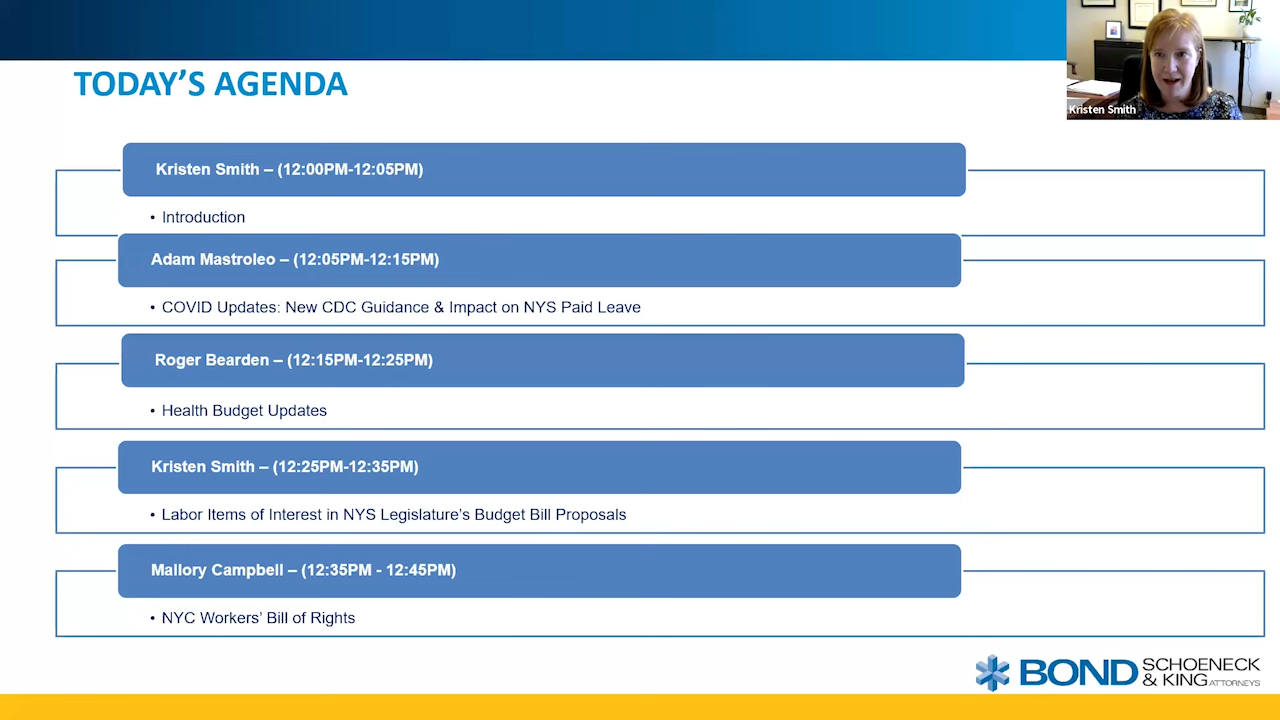 TODAY’S AGENDA
Kristen Smith
Kristen Smith – (12:00PM-12:05PM)
• Introduction
Adam Mastroleo – (12:05PM-12:15PM)
• COVID Updates: New CDC Guidance & Impact on NYS Paid Leave
Roger Bearden – (12:15PM-12:25PM)
• Health Budget Updates
Kristen Smith – (12:25PM-12:35PM)
• Labor Items of Interest in NYS Legislature’s Budget Bill Proposals
Mallory Campbell – (12:35PM - 12:45PM)
• NYC Workers’ Bill of Rights
BOND SCHOENECK
& KING ATTORNEYS